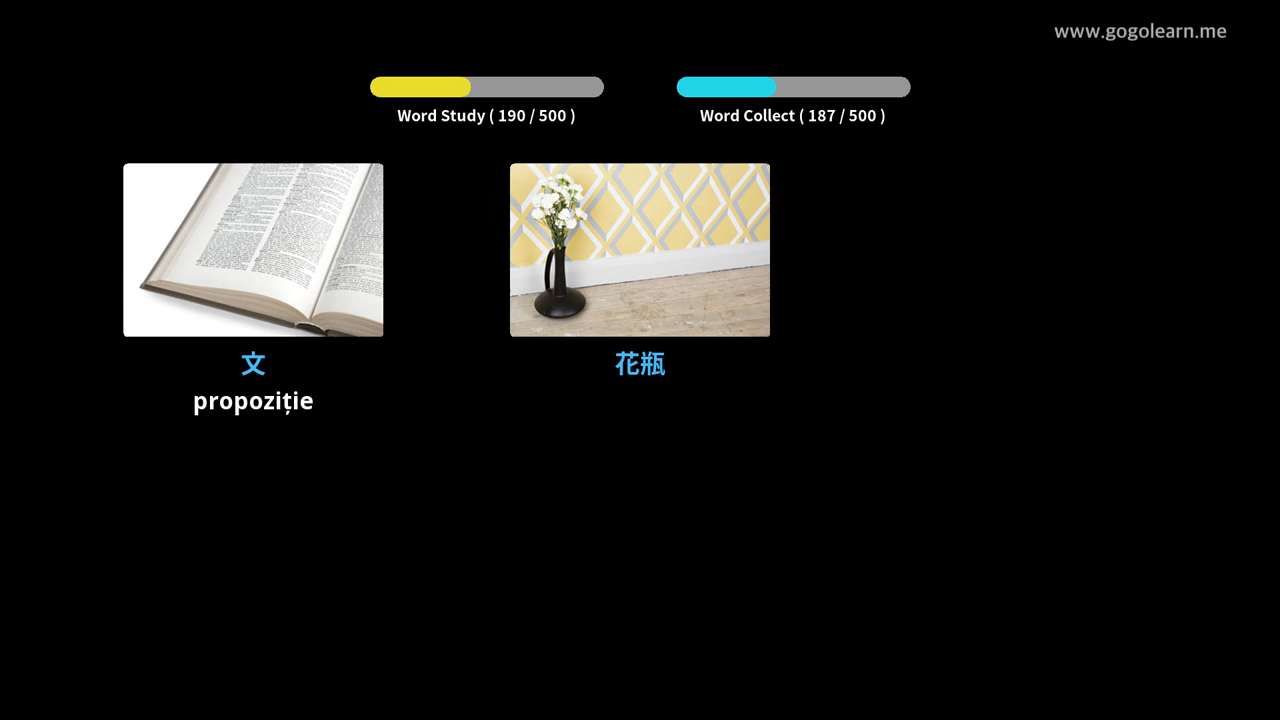 www.gogolearn.me
Word Study ( 190 / 500 )
Word Collect ( 187 / 500 )
文
propoziție
花瓶